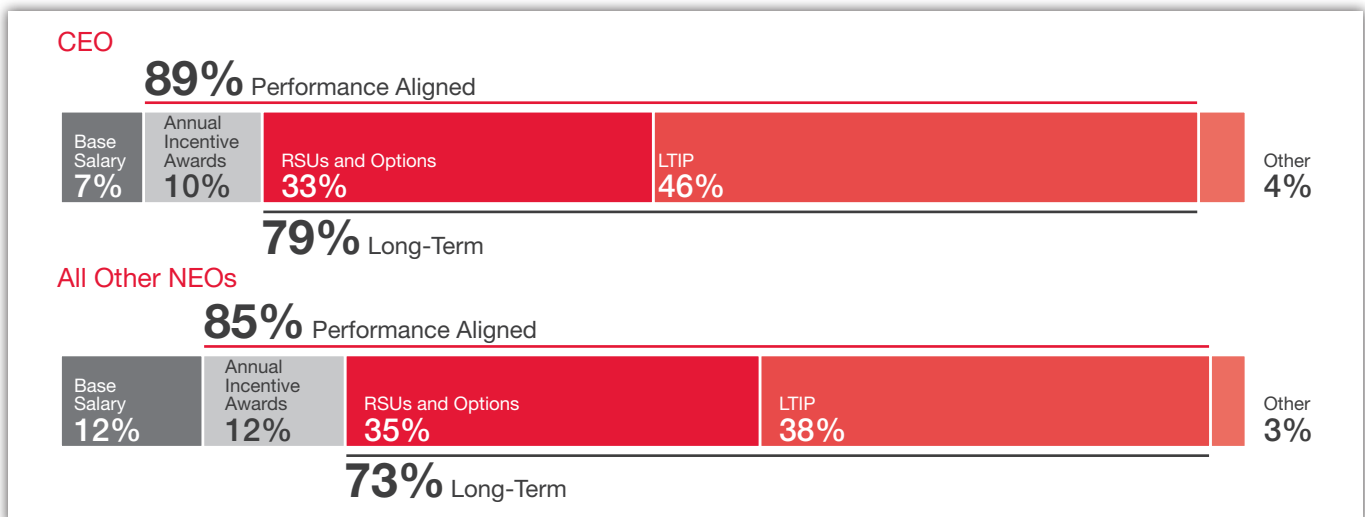 CEO
89% Performance Aligned
Base
Salary
7%
Annual
Incentive
Awards
10%
RSUs and Options
33%
LTIP
46%
Other
4%
79% Long-Term
All Other NEOs
85% Performance Aligned
Base
Salary
12%
Annual
Incentive
Awards
12%
RSUs and Options
35%
LTIP
38%
Other
3%
73% Long-Term